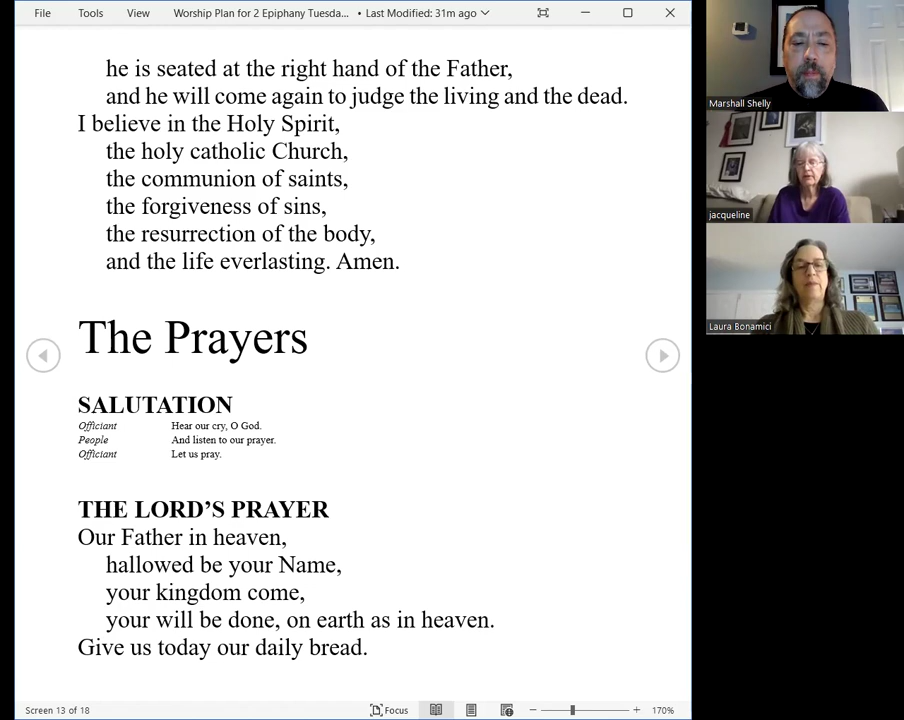 File Tools View Worship Plan for 2 Epiphany Tuesda... • Last Modified: 31m ago
he is seated at the right hand of the Father,
and he will come again to judge the living and the dead.
I believe in the Holy Spirit,
the holy catholic Church,
the communion of saints,
the forgiveness of sins,
the resurrection of the body,
and the life everlasting. Amen.
The Prayers
SALUTATION
Officiant Hear our cry, O God.
People And listen to our prayer.
Officiant Let us pray.
THE LORD’S PRAYER
Our Father in heaven,
hallowed be your Name,
your kingdom come,
your will be done, on earth as in heaven.
Give us today our daily bread.
Screen 13 of 18 Focus 170%
Marshall Shelly
jacqueline
Laura Bonamici